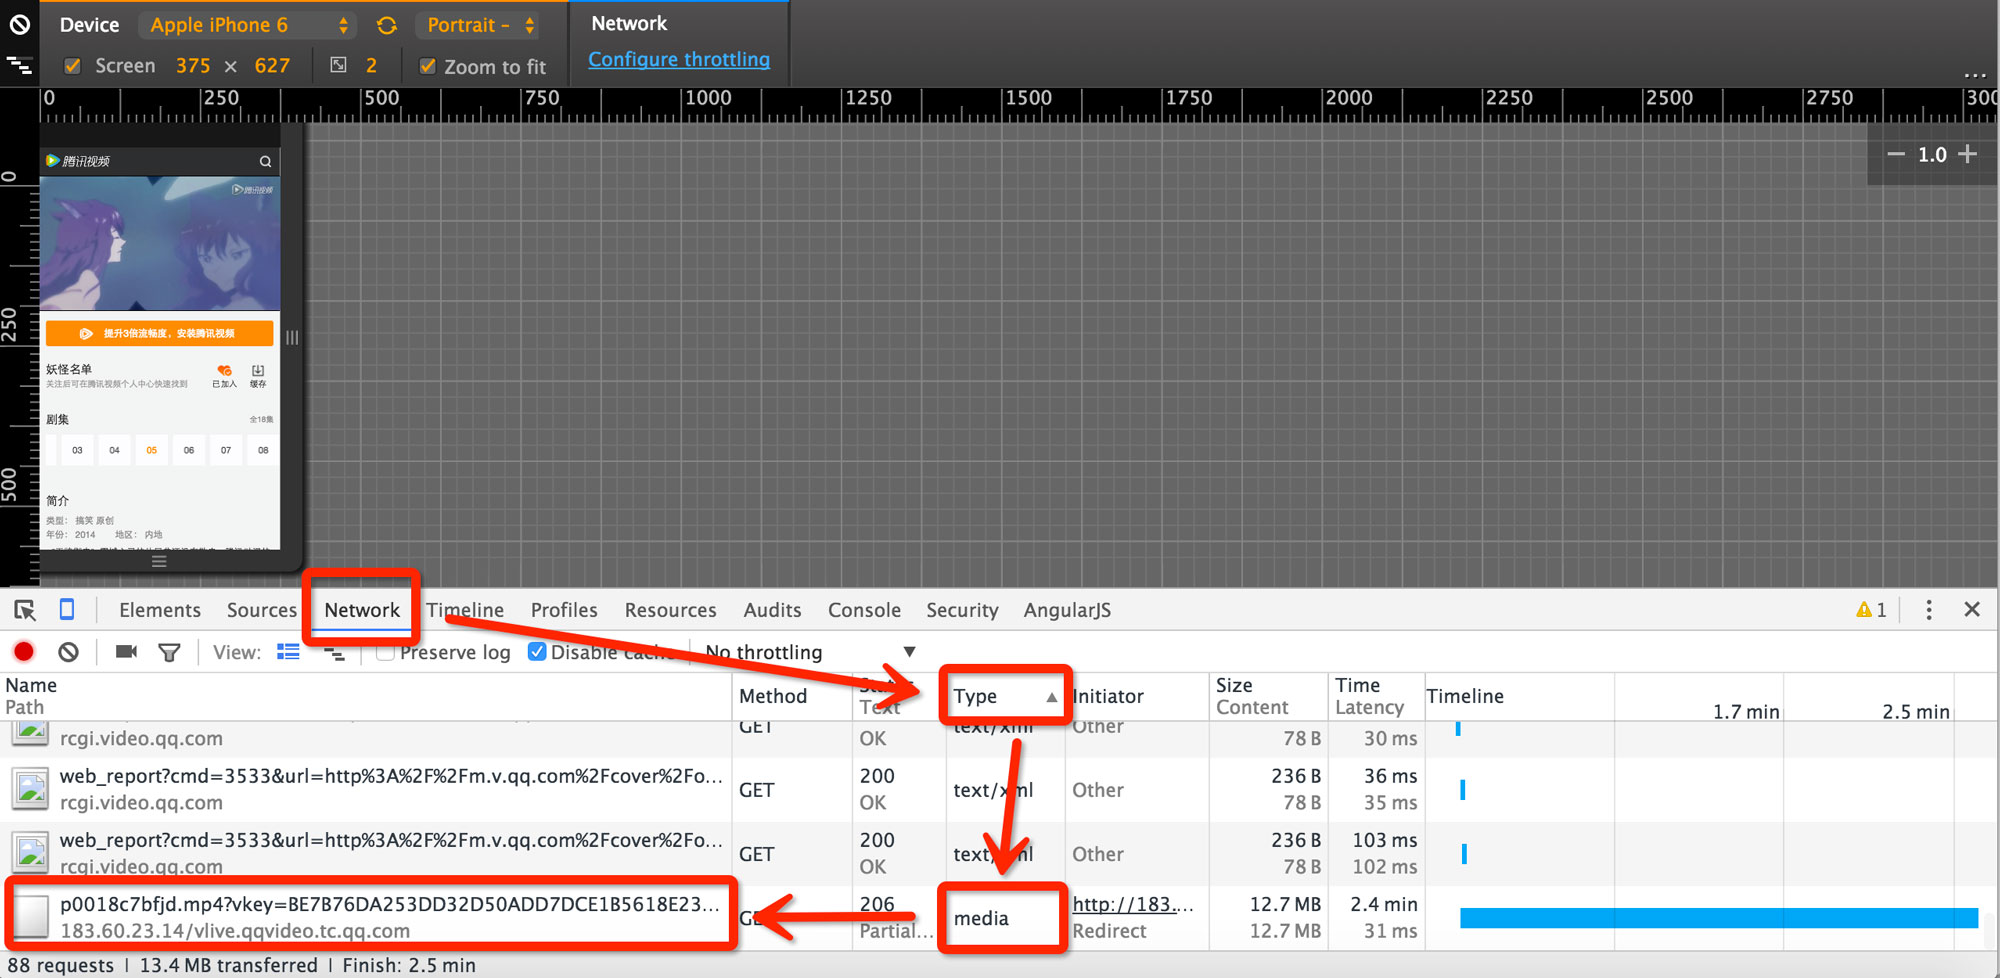 Device Apple iPhone 6 Portrait - Network
Screen 375 × 627 2 Zoom to fit Configure throttling
...
0 250 500 750 1000 1250 1500 1750 2000 2250 2500 2750 300
1.0
0
250
500
腾讯视频
腾讯视频
提升3倍流畅度，安装腾讯视频
妖怪名单
关注后可在腾讯视频个人中心快速找到 已加入 缓存
剧集 全18集
03 04 05 06 07 08
简介
类型： 搞笑 原创
年份： 2014 地区： 内地
Elements Sources Network Timeline Profiles Resources Audits Console Security AngularJS 1
View: Preserve log Disable cache No throttling
Name Method Status Type Initiator Size Time Timeline
Path Text Content Latency 1.7 min 2.5 min
GET text/xml Other
rcgi.video.qq.com OK 78 B 30 ms
web_report?cmd=3533&url=http%3A%2F%2Fm.v.qq.com%2Fcover%2Fo... GET 200 text/xml Other 236 B 36 ms
rcgi.video.qq.com OK 78 B 35 ms
web_report?cmd=3533&url=http%3A%2F%2Fm.v.qq.com%2Fcover%2Fo... GET 200 text/xml Other 236 B 103 ms
rcgi.video.qq.com OK 78 B 102 ms
p0018c7bfjd.mp4?vkey=BE7B76DA253DD32D50ADD7DCE1B5618E23... GET 206 media http://183.... 12.7 MB 2.4 min
183.60.23.14/vlive.qqvideo.tc.qq.com Partial... Redirect 12.7 MB 31 ms
88 requests | 13.4 MB transferred | Finish: 2.5 min